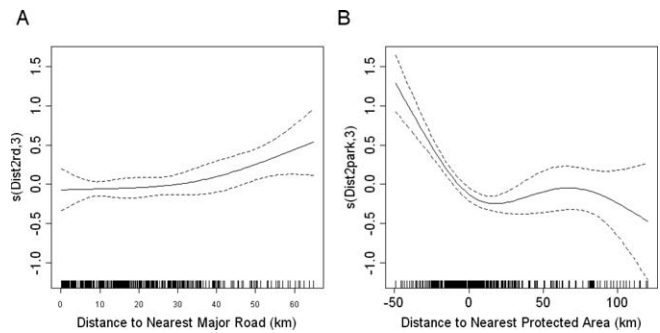 A
s(Dist2rd,3)
1.5
1.0
0.5
0.0
-0.5
-1.0
0 10 20 30 40 50 60
Distance to Nearest Major Road (km)
B
s(Dist2park,3)
1.5
1.0
0.5
0.0
-0.5
-1.0
-50 0 50 100
Distance to Nearest Protected Area (km)